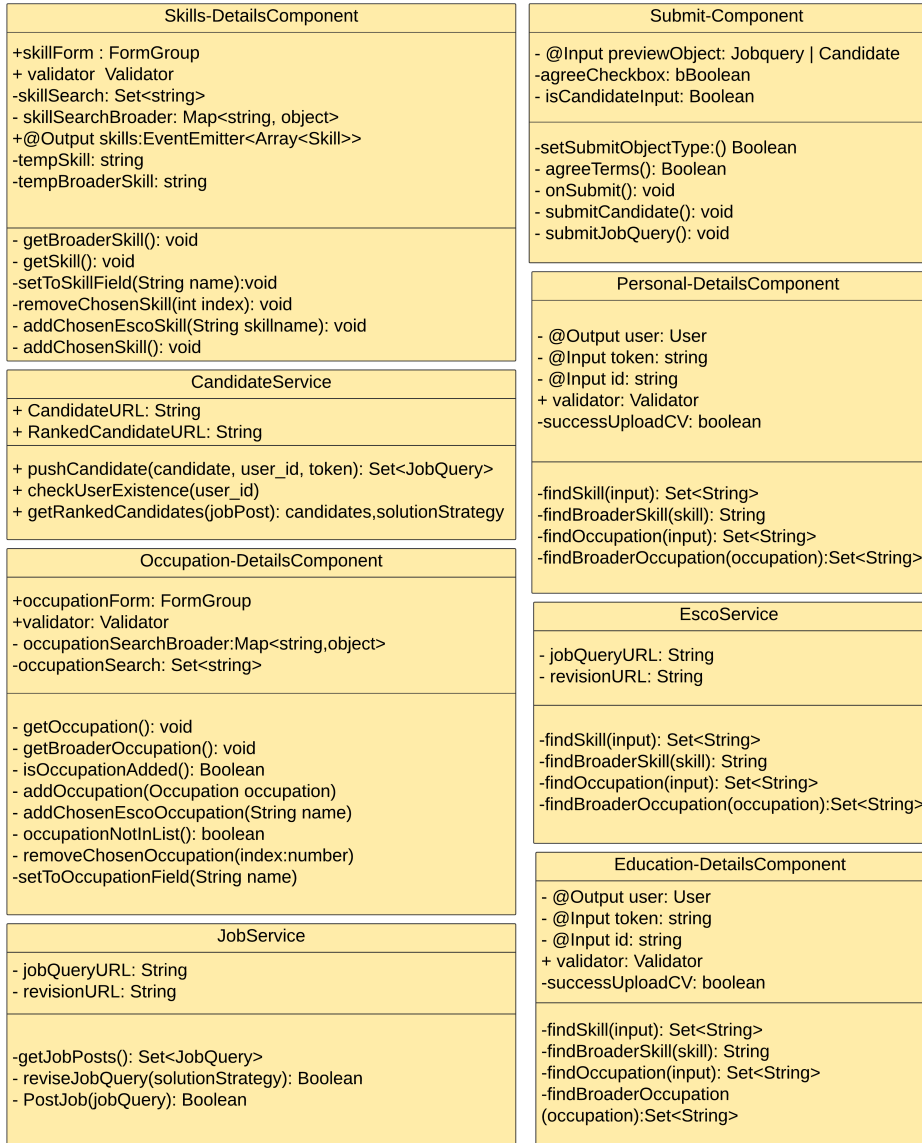 Skills-DetailsComponent
+skillForm : FormGroup
+ validator  Validator
-skillSearch: Set<string>
- skillSearchBroader: Map<string, object>
+@Output skills:EventEmitter<Array<Skill>>
-tempSkill: string
-tempBroaderSkill: string
- getBroaderSkill(): void
- getSkill(): void
-setToSkillField(String name):void
-removeChosenSkill(int index): void
- addChosenEscoSkill(String skillname): void
- addChosenSkill(): void
CandidateService
+ CandidateURL: String
+ RankedCandidateURL: String
+ pushCandidate(candidate, user_id, token): Set<JobQuery>
+ checkUserExistence(user_id)
+ getRankedCandidates(jobPost): candidates,solutionStrategy
Occupation-DetailsComponent
+occupationForm: FormGroup
+validator: Validator
- occupationSearchBroader:Map<string,object>
-occupationSearch: Set<string>
- getOccupation(): void
- getBroaderOccupation(): void
- isOccupationAdded(): Boolean
- addOccupation(Occupation occupation)
- addChosenEscoOccupation(String name)
- occupationNotInList(): boolean
- removeChosenOccupation(index:number)
-setToOccupationField(String name)
JobService
- jobQueryURL: String
- revisionURL: String
-getJobPosts(): Set<JobQuery>
- reviseJobQuery(solutionStrategy): Boolean
- PostJob(jobQuery): Boolean
Submit-Component
- @Input previewObject: Jobquery | Candidate
-agreeCheckbox: bBoolean
- isCandidateInput: Boolean
-setSubmitObjectType:() Boolean
- agreeTerms(): Boolean
- onSubmit(): void
- submitCandidate(): void
- submitJobQuery(): void
Personal-DetailsComponent
- @Output user: User
- @Input token: string
- @Input id: string
+ validator: Validator
-successUploadCV: boolean
-findSkill(input): Set<String>
-findBroaderSkill(skill): String
-findOccupation(input): Set<String>
-findBroaderOccupation(occupation):Set<String>
EscoService
- jobQueryURL: String
- revisionURL: String
-findSkill(input): Set<String>
-findBroaderSkill(skill): String
-findOccupation(input): Set<String>
-findBroaderOccupation(occupation):Set<String>
Education-DetailsComponent
- @Output user: User
- @Input token: string
- @Input id: string
+ validator: Validator
-successUploadCV: boolean
-findSkill(input): Set<String>
-findBroaderSkill(skill): String
-findOccupation(input): Set<String>
-findBroaderOccupation
(occupation):Set<String>